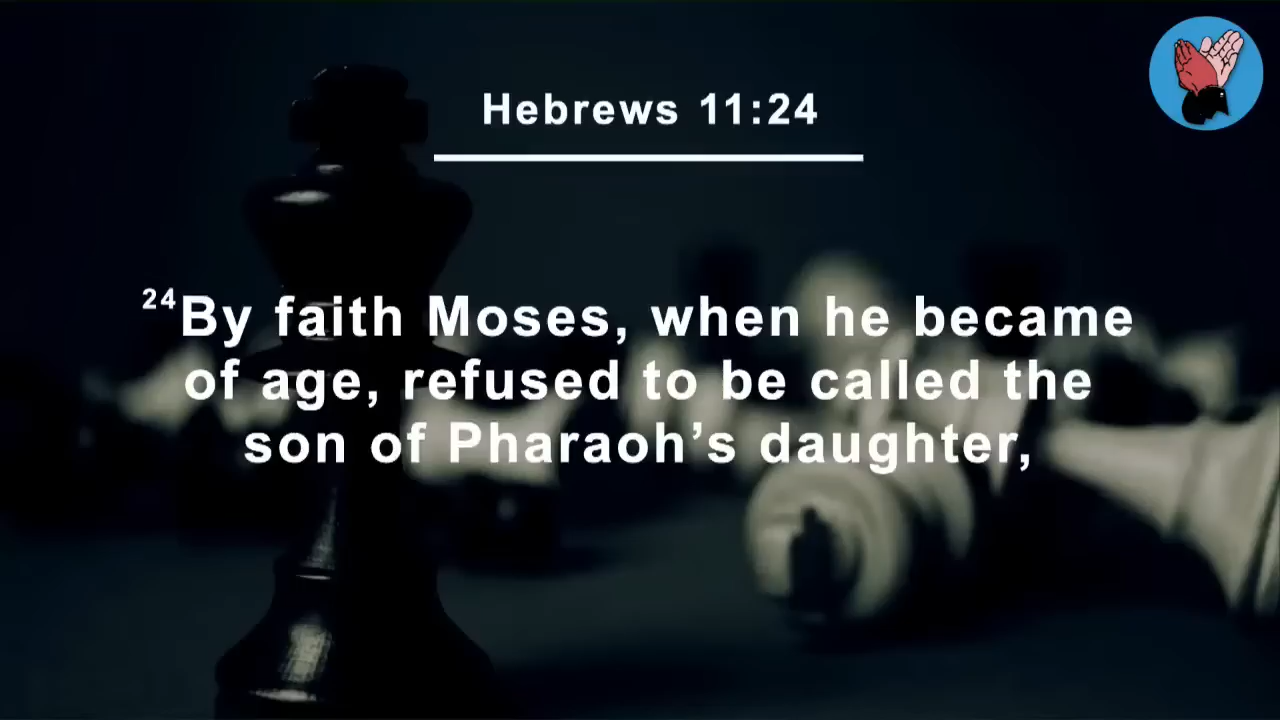 Hebrews 11:24
24By faith Moses, when he became
of age, refused to be called the
son of Pharaoh’s daughter,